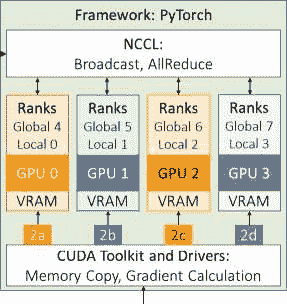 Framework: PyTorch
NCCL:
Broadcast, AllReduce
Ranks Ranks Ranks Ranks
Global 4 Global 5 Global 6 Global 7
Local 0 Local 1 Local 2 Local 3
GPU 0 GPU 1 GPU 2 GPU 3
VRAM VRAM VRAM VRAM
2a 2b 2c 2d
CUDA Toolkit and Drivers:
Memory Copy, Gradient Calculation